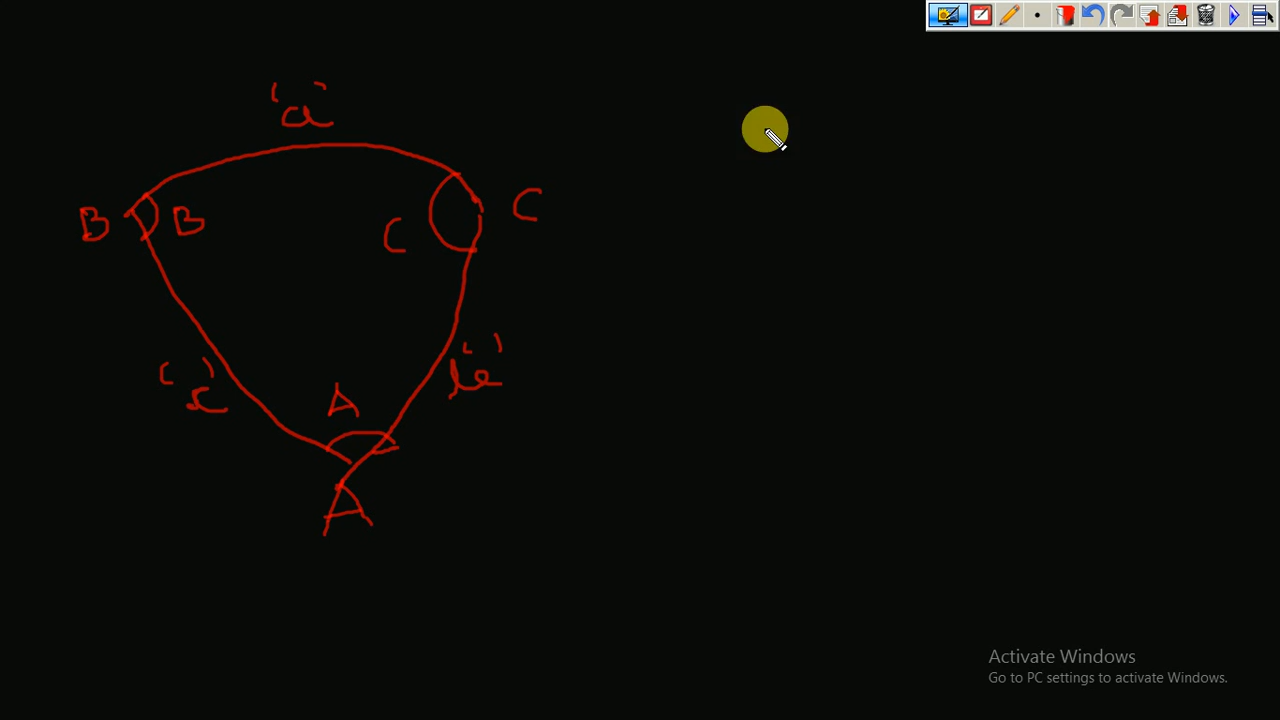 'a'
B B C C
'c' 'b'
A
A
Activate Windows
Go to PC settings to activate Windows.